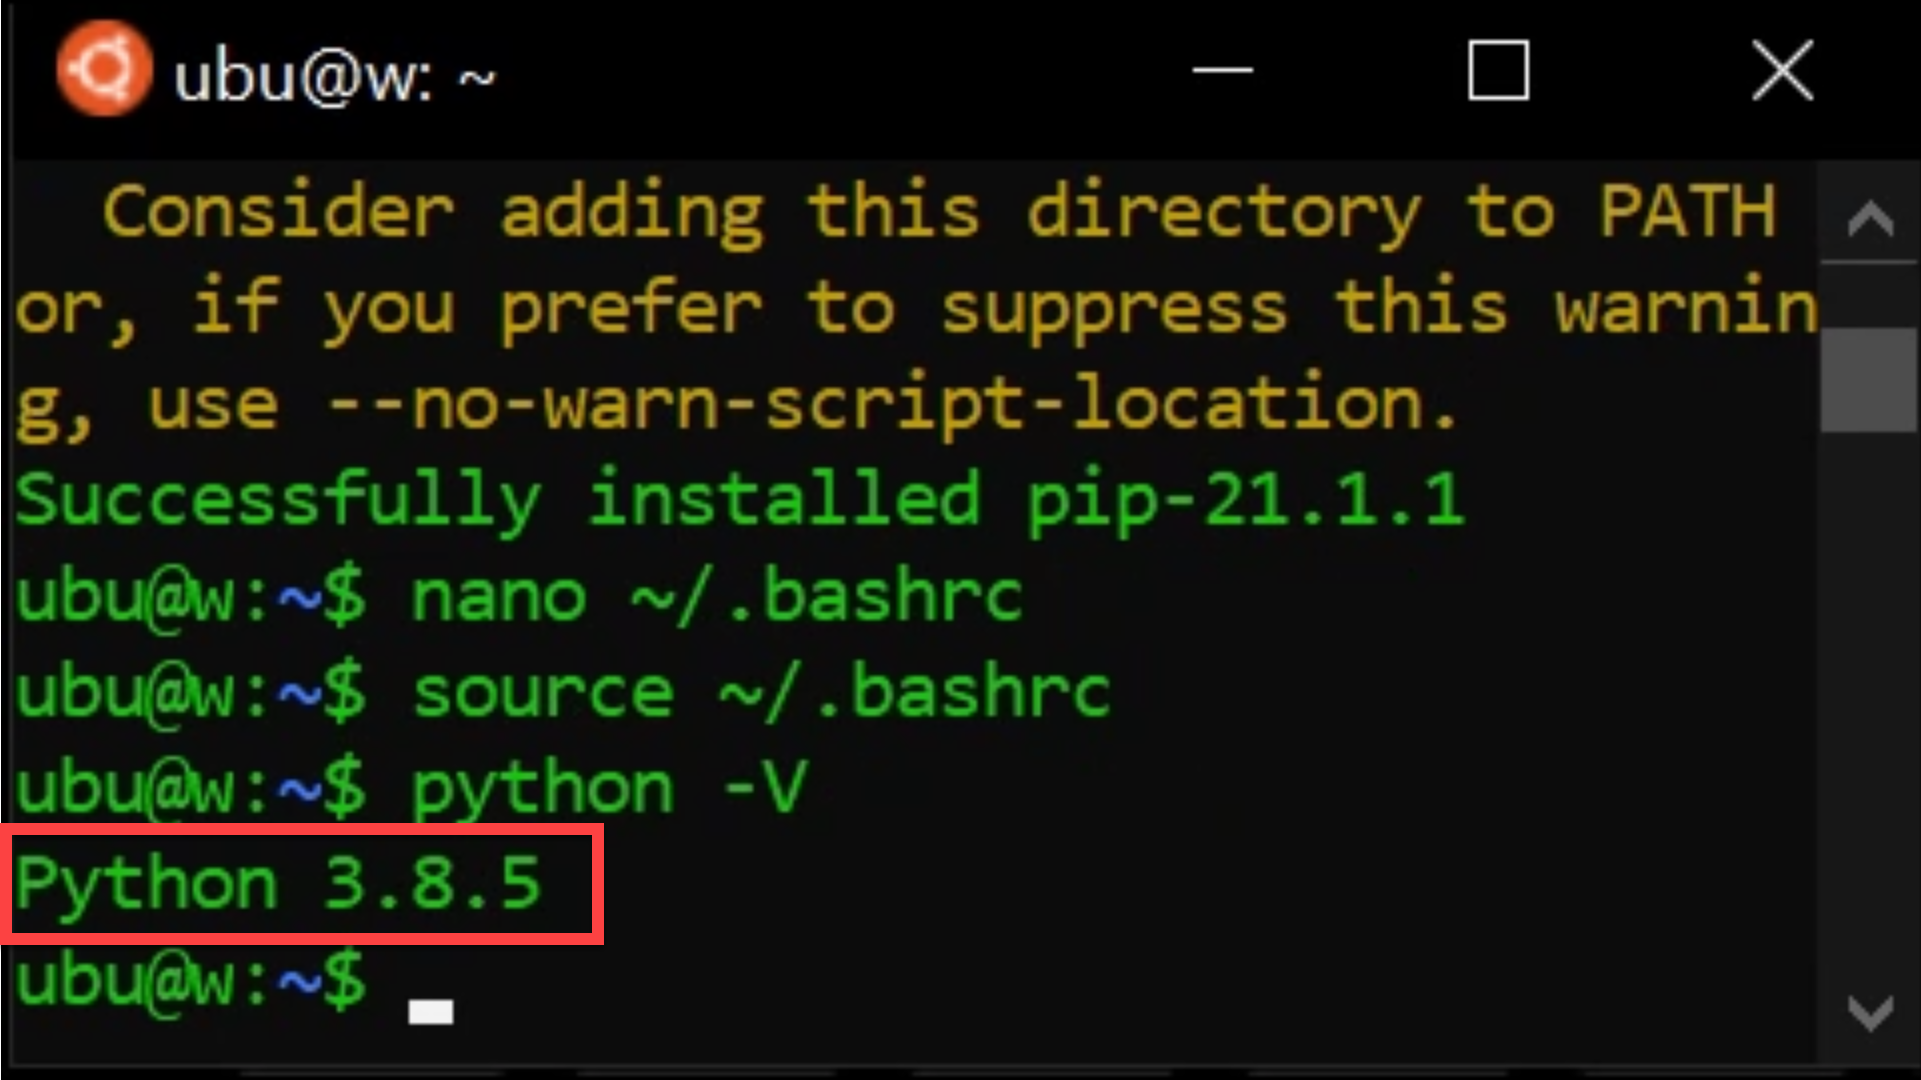 ubu@w: ~
Consider adding this directory to PATH
or, if you prefer to suppress this warnin
g, use --no-warn-script-location.
Successfully installed pip-21.1.1
ubu@w:~$ nano ~/.bashrc
ubu@w:~$ source ~/.bashrc
ubu@w:~$ python -V
Python 3.8.5
ubu@w:~$